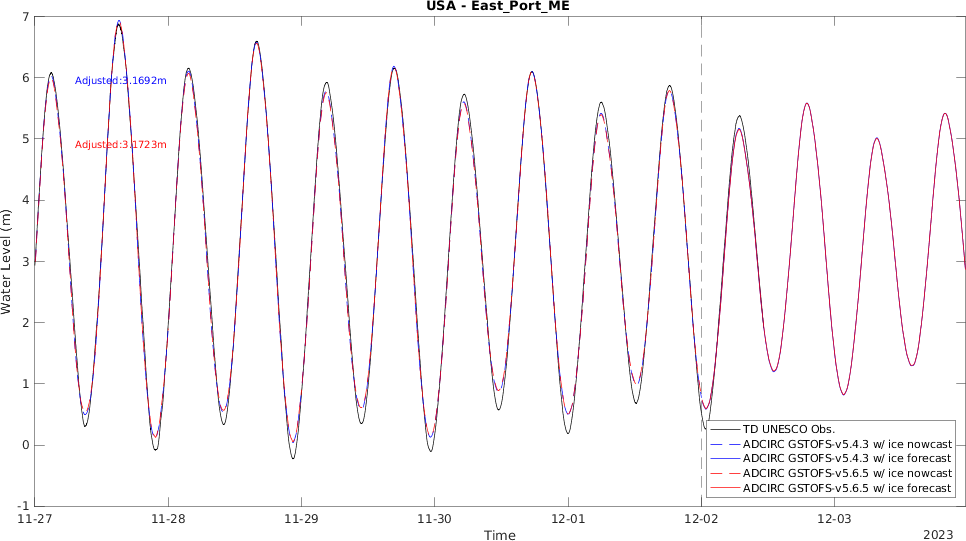 USA - East_Port_ME
7
6
5
4
3
2
1
0
-1
Water Level (m)
Adjusted:3.1692m
Adjusted:3.1723m
TD UNESCO Obs.
ADCIRC GSTOFS-v5.4.3 w/ ice nowcast
ADCIRC GSTOFS-v5.4.3 w/ ice forecast
ADCIRC GSTOFS-v5.6.5 w/ ice nowcast
ADCIRC GSTOFS-v5.6.5 w/ ice forecast
11-27 11-28 11-29 11-30 12-01 12-02 12-03
Time
2023